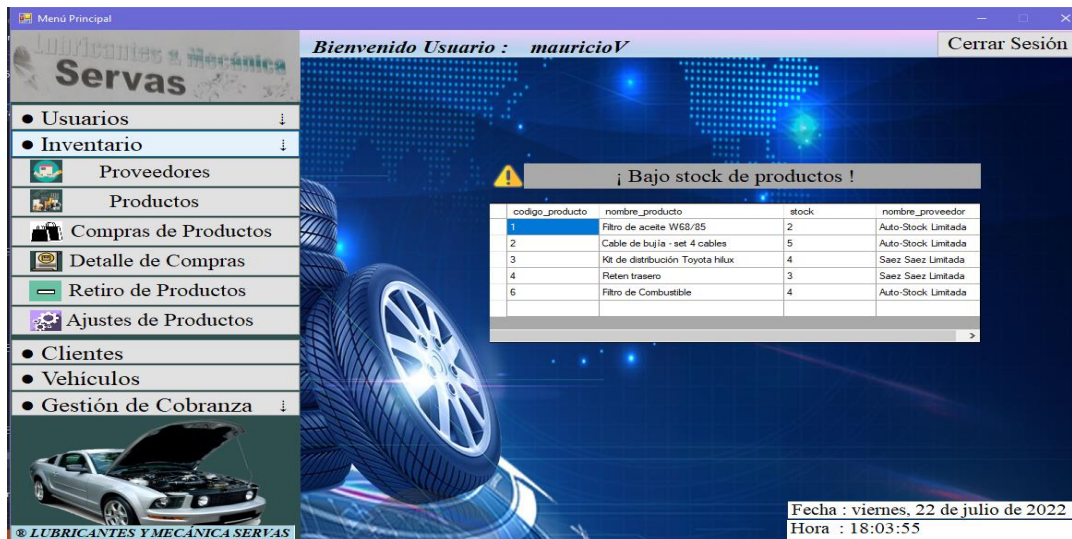 Menú Principal
Lubricantes & Mecánica
Servas
Bienvenido Usuario : mauricioV
Cerrar Sesión
● Usuarios ↓
● Inventario ↓
Proveedores
Productos
Compras de Productos
Detalle de Compras
Retiro de Productos
Ajustes de Productos
● Clientes
● Vehículos
● Gestión de Cobranza ↓
® LUBRICANTES Y MECÁNICA SERVAS
¡ Bajo stock de productos !
codigo_producto nombre_producto stock nombre_proveedor
1 Filtro de aceite W68/85 2 Auto-Stock Limitada
2 Cable de bujía - set 4 cables 5 Auto-Stock Limitada
3 Kit de distribución Toyota hilux 4 Saez Saez Limitada
4 Reten trasero 3 Saez Saez Limitada
6 Filtro de Combustible 4 Auto-Stock Limitada
Fecha : viernes, 22 de julio de 2022
Hora : 18:03:55